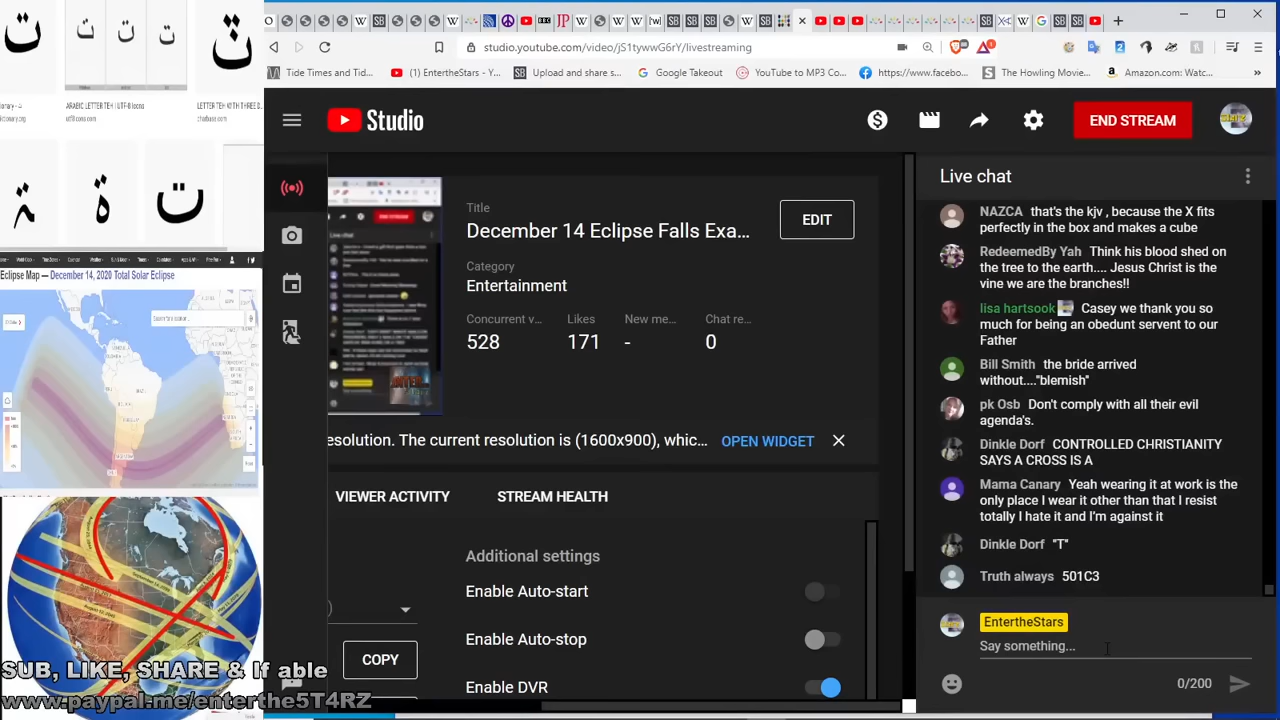 ت
ت ت ت
ث
ARABIC LETTER TEH | UTF-8 Icons
ة ت
Eclipse Map — December 14, 2020 Total Solar Eclipse
SUB, LIKE, SHARE & If able
www.paypal.me/enterthe5T4RZ
studio.youtube.com/video/jS1tywwG6rY/livestreaming
Tide Times and Tid...
(1) EntertheStars - Y...
Upload and share s...
Google Takeout
YouTube to MP3 Co...
https://www.facebo...
The Howling Movie...
Amazon.com: Watc...
Studio
END STREAM
Title
December 14 Eclipse Falls Exa...
EDIT
Category
Entertainment
Concurrent v...
Likes
New me...
Chat re...
528
171
-
0
esolution. The current resolution is (1600x900), whic...
OPEN WIDGET
VIEWER ACTIVITY
STREAM HEALTH
Additional settings
Enable Auto-start
Enable Auto-stop
COPY
Enable DVR
Live chat
NAZCA that's the kjv , because the X fits
perfectly in the box and makes a cube
Redeemedby Yah Think his blood shed on
the tree to the earth.... Jesus Christ is the
vine we are the branches!!
lisa hartsook Casey we thank you so
much for being an obedunt servent to our
Father
Bill Smith the bride arrived
without...."blemish"
pk Osb Don't comply with all their evil
agenda's.
Dinkle Dorf CONTROLLED CHRISTIANITY
SAYS A CROSS IS A
Mama Canary Yeah wearing it at work is the
only place I wear it other than that I resist
totally I hate it and I'm against it
Dinkle Dorf "T"
Truth always 501C3
EntertheStars
Say something...
0/200